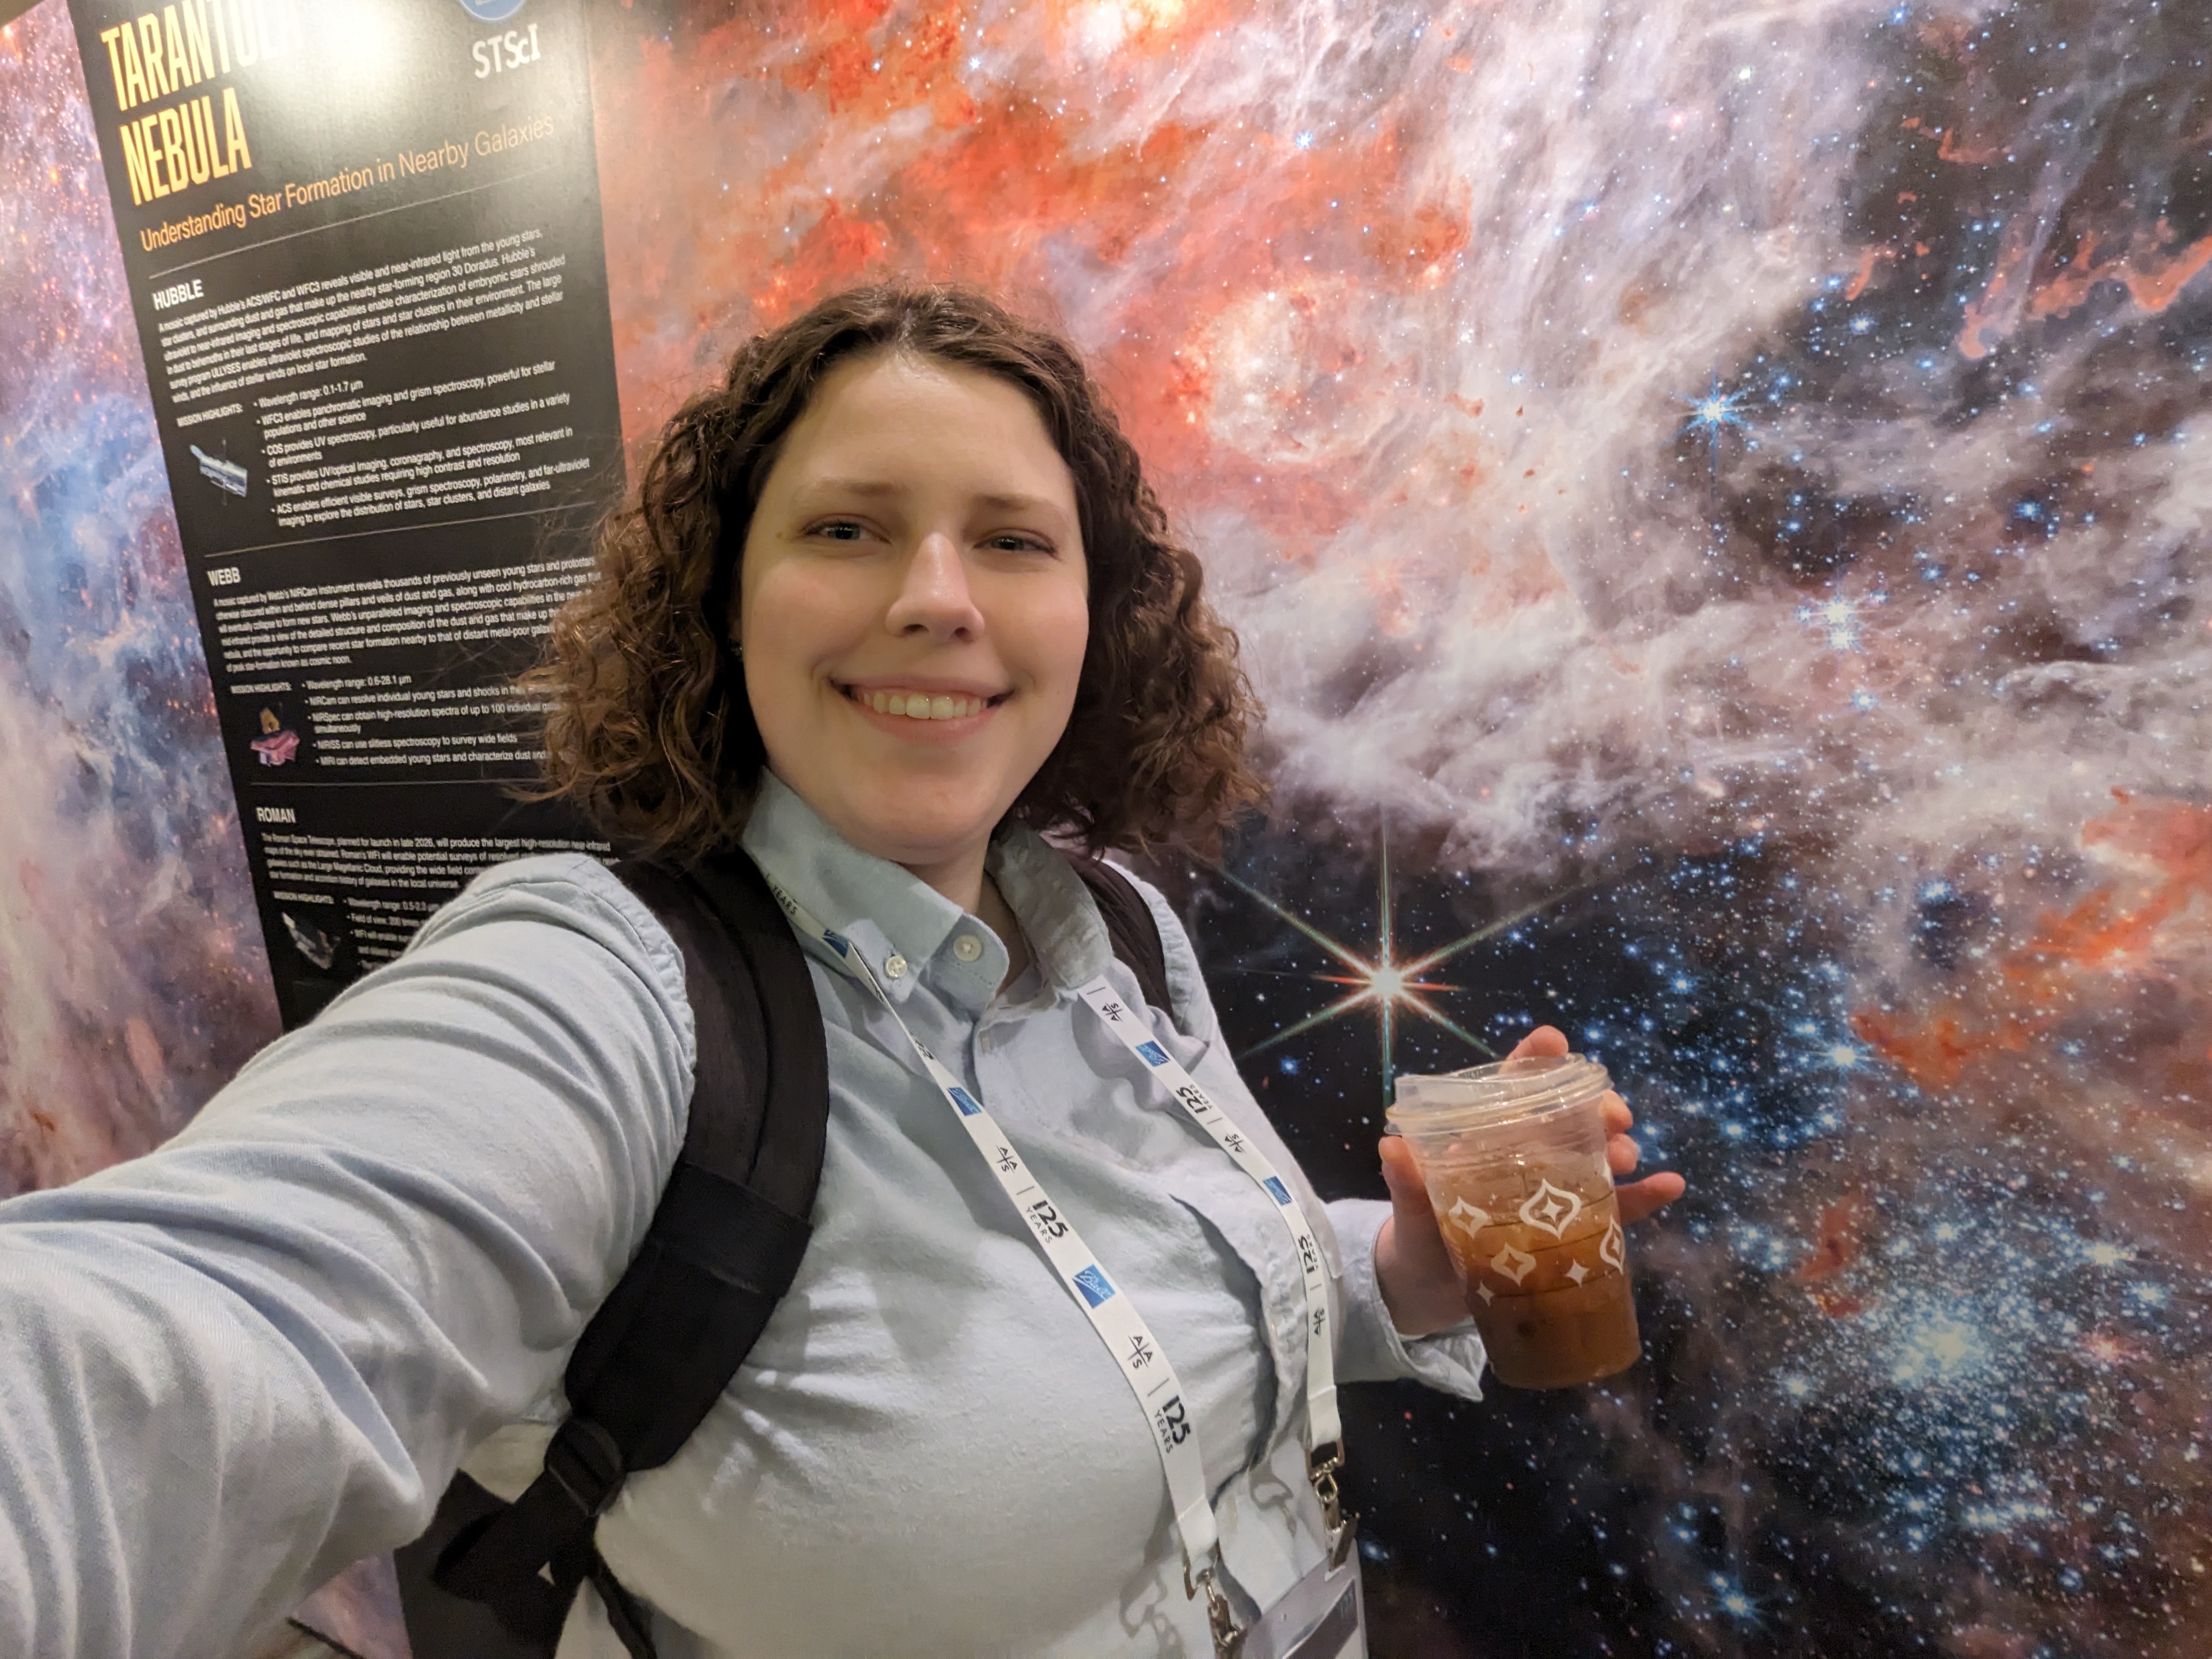 TARANTULA
NEBULA
STScI
Understanding Star Formation in Nearby Galaxies
HUBBLE
A mosaic captured by Hubble's ACS/WFC and WFC3 reveals visible and near-infrared light from the young stars,
star clusters, and surrounding dust and gas that make up the nearby star-forming region 30 Doradus. Hubble's
ultraviolet to near-infrared imaging and spectroscopic capabilities enable characterization of embryonic stars shrouded
in dust to behemoths in their last stages of life, and mapping of stars and star clusters in their environment. The large
survey program ULLYSES enables ultraviolet spectroscopic studies of the relationship between metallicity and stellar
winds, and the influence of stellar winds on local star formation.
MISSION HIGHLIGHTS:
• Wavelength range: 0.1-1.7 μm
• WFC3 enables panchromatic imaging and grism spectroscopy, powerful for stellar
populations and other science
• COS provides UV spectroscopy, particularly useful for abundance studies in a variety
of environments
• STIS provides UV/optical imaging, coronagraphy, and spectroscopy, most relevant in
kinematic and chemical studies requiring high contrast and resolution
• ACS enables efficient visible surveys, grism spectroscopy, polarimetry, and far-ultraviolet
imaging to explore the distribution of stars, star clusters, and distant galaxies
WEBB
A mosaic captured by Webb's NIRCam instrument reveals thousands of previously unseen young stars and protostars
otherwise obscured within and behind dense pillars and veils of dust and gas, along with cool hydrocarbon-rich gas that
will eventually collapse to form new stars. Webb's unparalleled imaging and spectroscopic capabilities in the
mid infrared provide a view of the detailed structure and composition of the dust and gas that make up
nebula, and the opportunity to compare recent star formation nearby to that of distant metal-poor
of peak star-formation known as cosmic noon.
MISSION HIGHLIGHTS:
• Wavelength range: 0.6-28.1 μm
• NIRCam can resolve individual young stars and shocks in
• NIRSpec can obtain high-resolution spectra of up to 100 individual
simultaneously
• NIRISS can use slitless spectroscopy to survey wide fields
• MIRI can detect embedded young stars and characterize dust and
ROMAN
The Roman Space Telescope, planned for launch in late 2026, will produce the largest high-resolution near-infrared
maps of the sky ever obtained. Roman's WFI will enable potential surveys of resolved
galaxies such as the Large Magellanic Cloud, providing the wide field
star formation and accretion history of galaxies in the local universe.
MISSION HIGHLIGHTS:
• Wavelength range: 0.5-2.3 μm
• Field of view: 200 times
• WFI will enable
YEARS
AAS
Ball
125
YEARS
AAS
Ball
AAS
125
YEARS
Ball
AAS
125
YEARS
125
YEARS
AAS